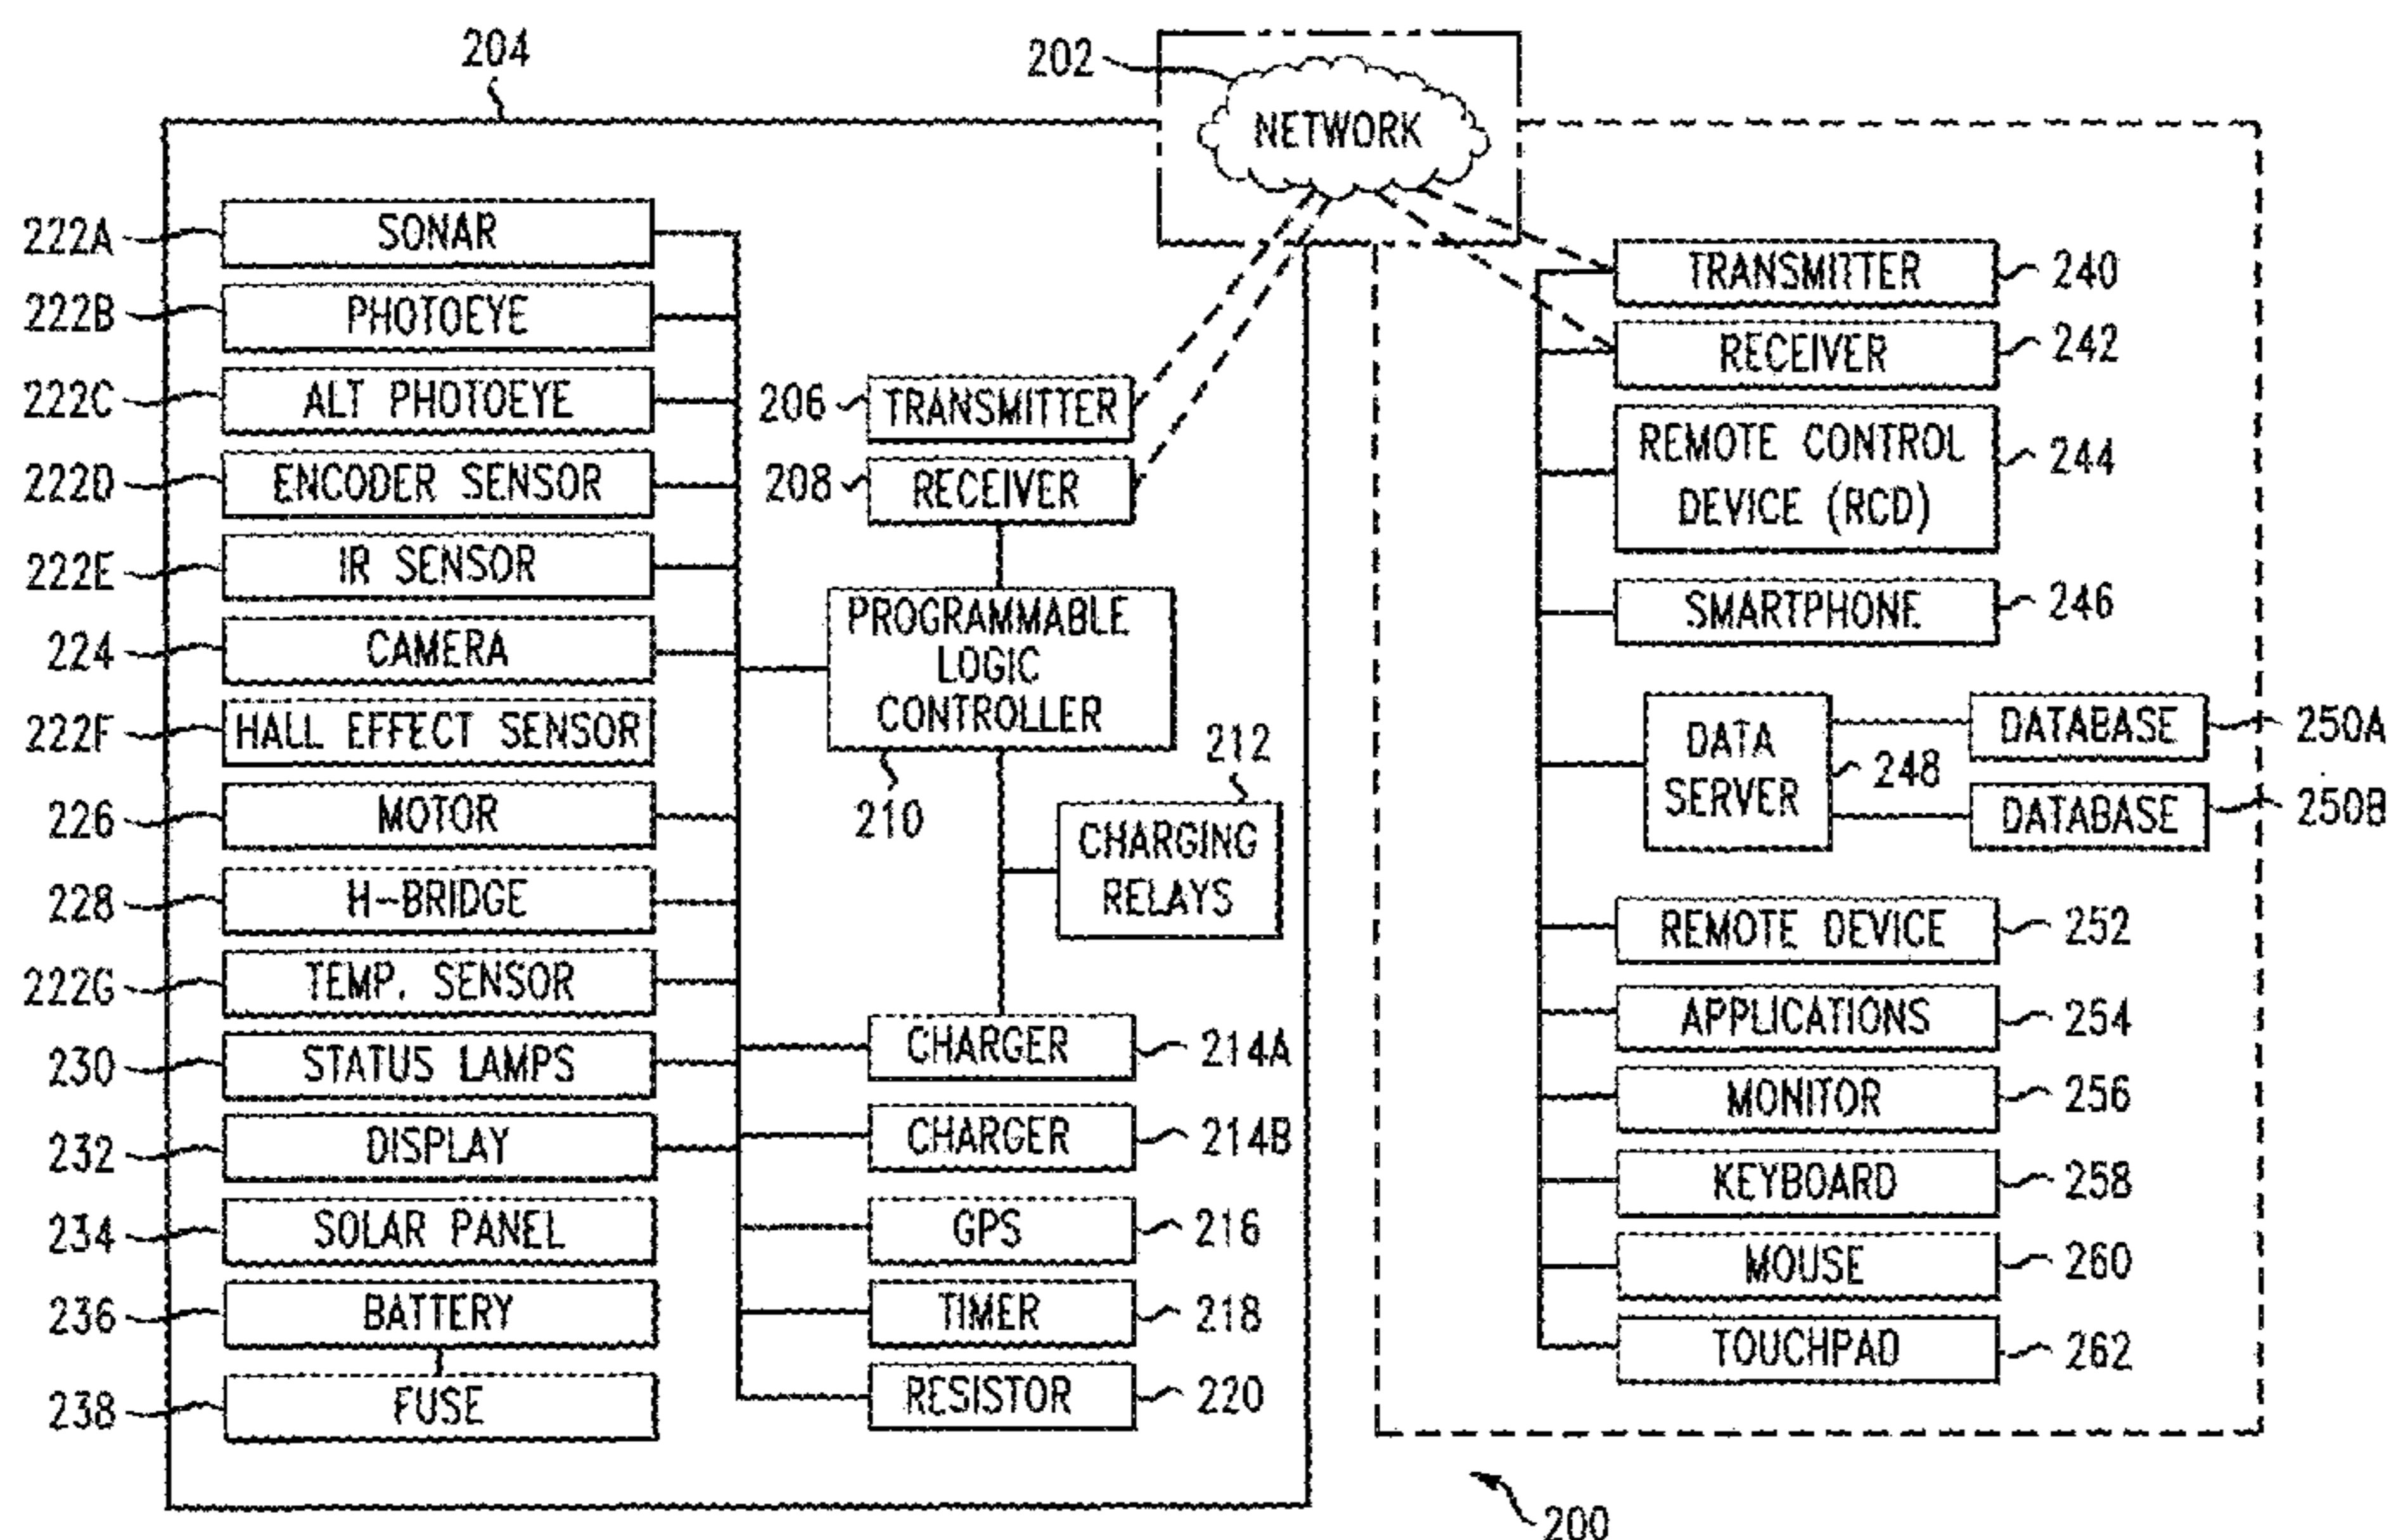 204
202
NETWORK
222A
SONAR
222B
PHOTOEYE
222C
ALT PHOTOEYE
222D
ENCODER SENSOR
222E
IR SENSOR
224
CAMERA
222F
HALL EFFECT SENSOR
226
MOTOR
228
H-BRIDGE
222G
TEMP. SENSOR
230
STATUS LAMPS
232
DISPLAY
234
SOLAR PANEL
236
BATTERY
238
FUSE
206
TRANSMITTER
208
RECEIVER
PROGRAMMABLE
LOGIC
CONTROLLER
210
212
CHARGING
RELAYS
CHARGER
214A
CHARGER
214B
GPS
216
TIMER
218
RESISTOR
220
TRANSMITTER
240
RECEIVER
242
REMOTE CONTROL
DEVICE (RCD)
244
SMARTPHONE
246
DATA
SERVER
248
DATABASE
250A
DATABASE
250B
REMOTE DEVICE
252
APPLICATIONS
254
MONITOR
256
KEYBOARD
258
MOUSE
260
TOUCHPAD
262
200